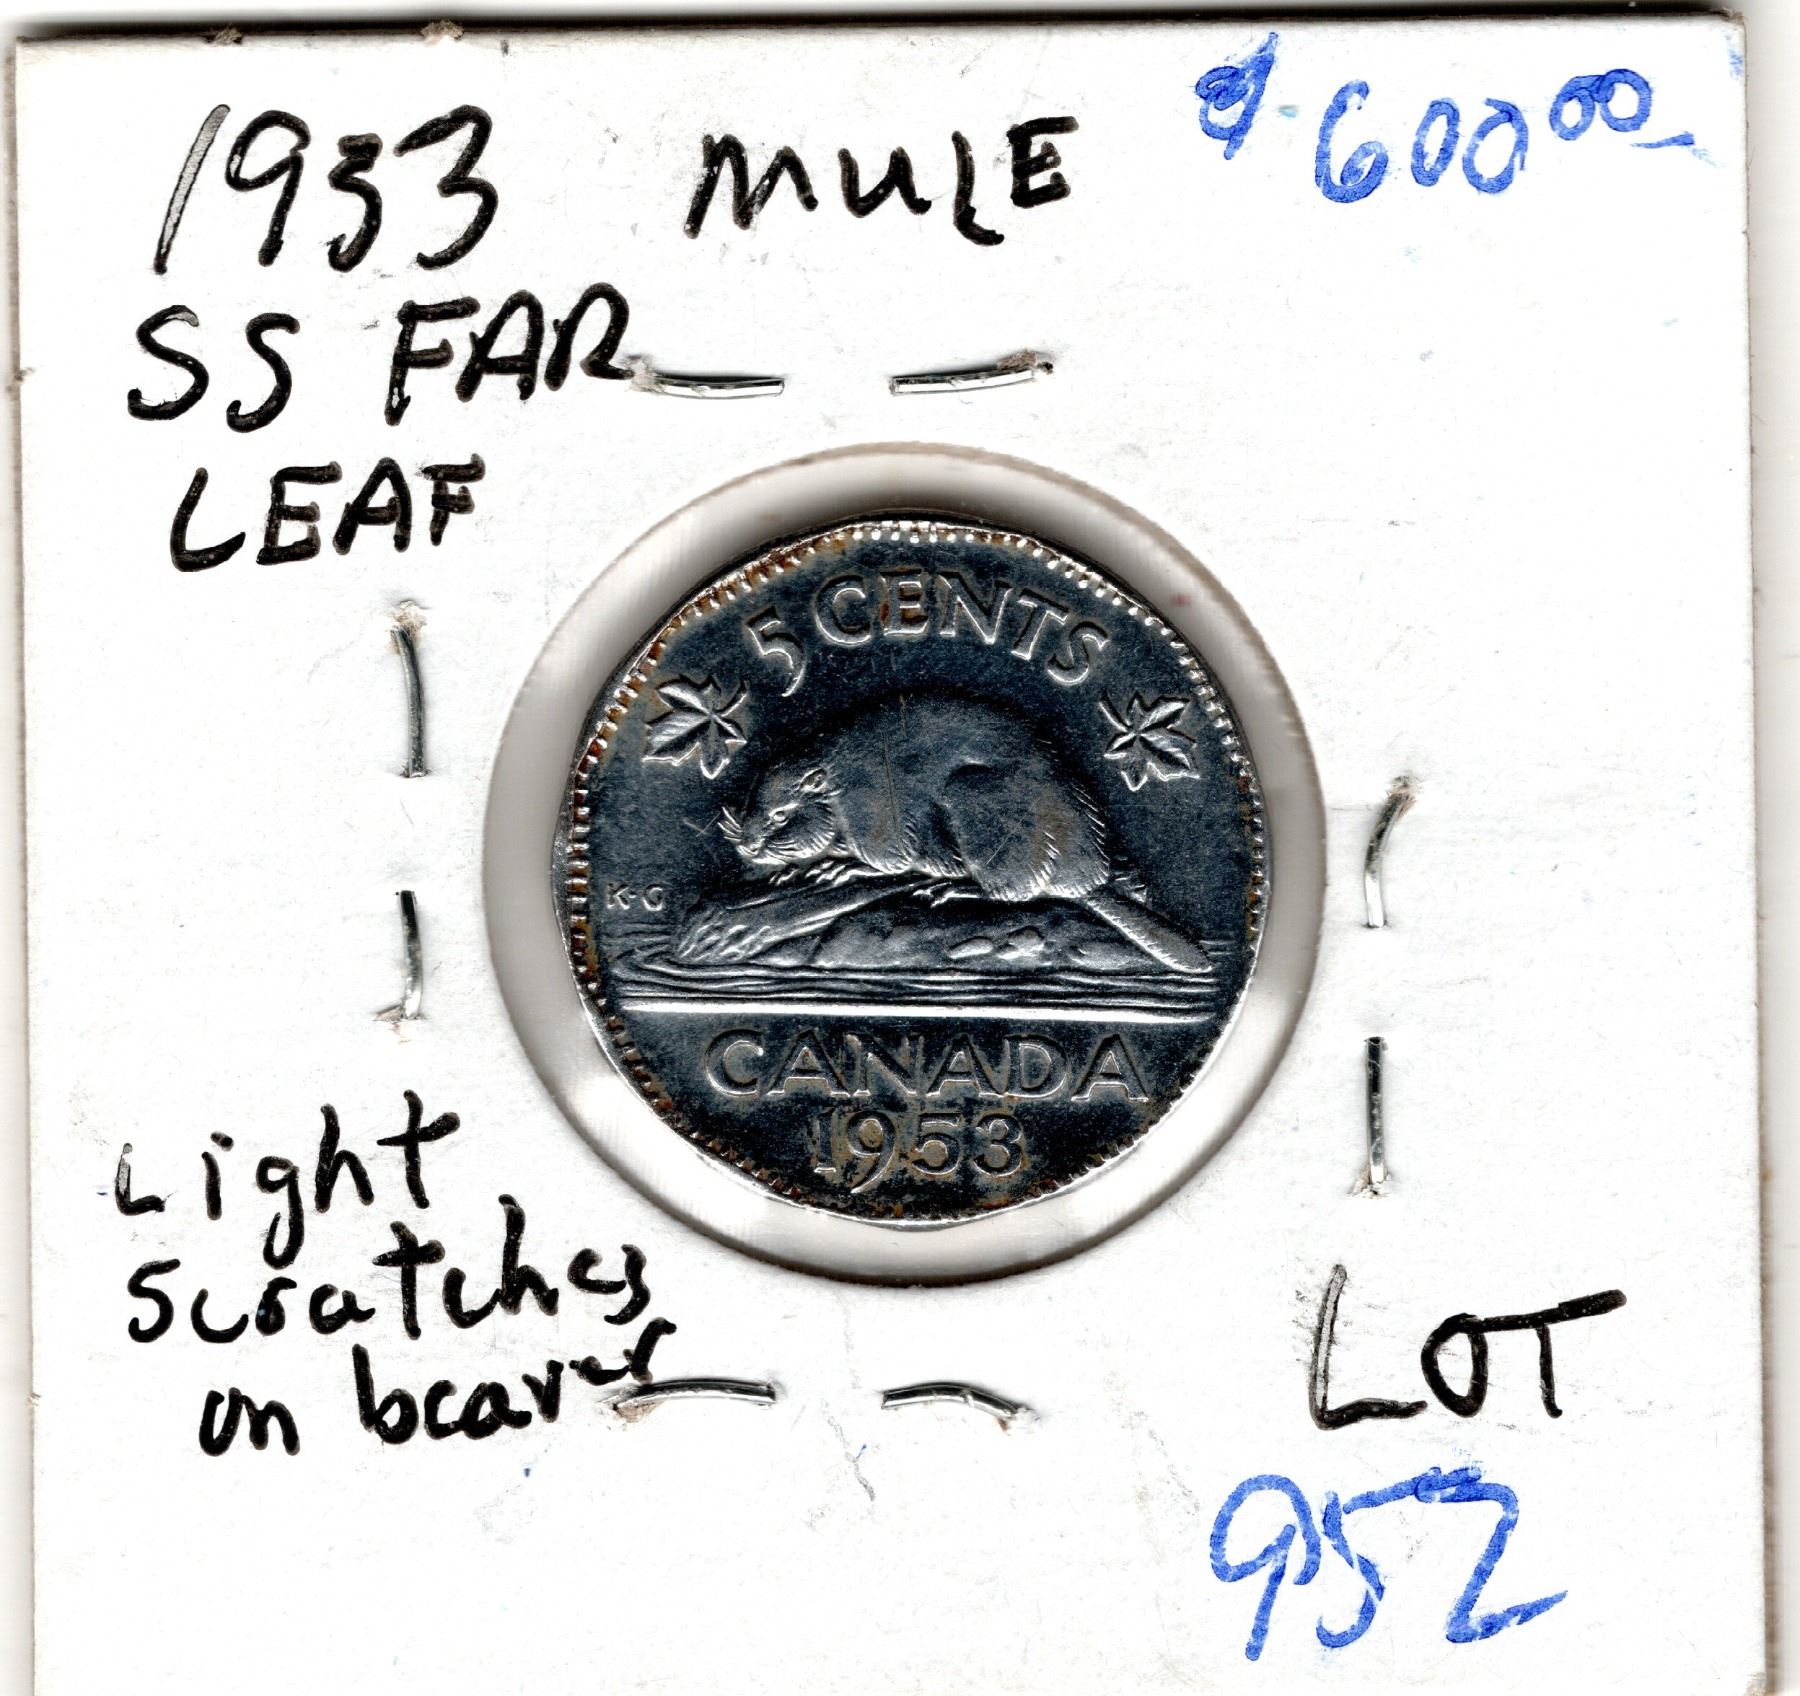 1953 MULE $600.00
SS FAR
LEAF
5 CENTS
K·G
CANADA
1953
Light
Scratches
on beaver
LOT
952